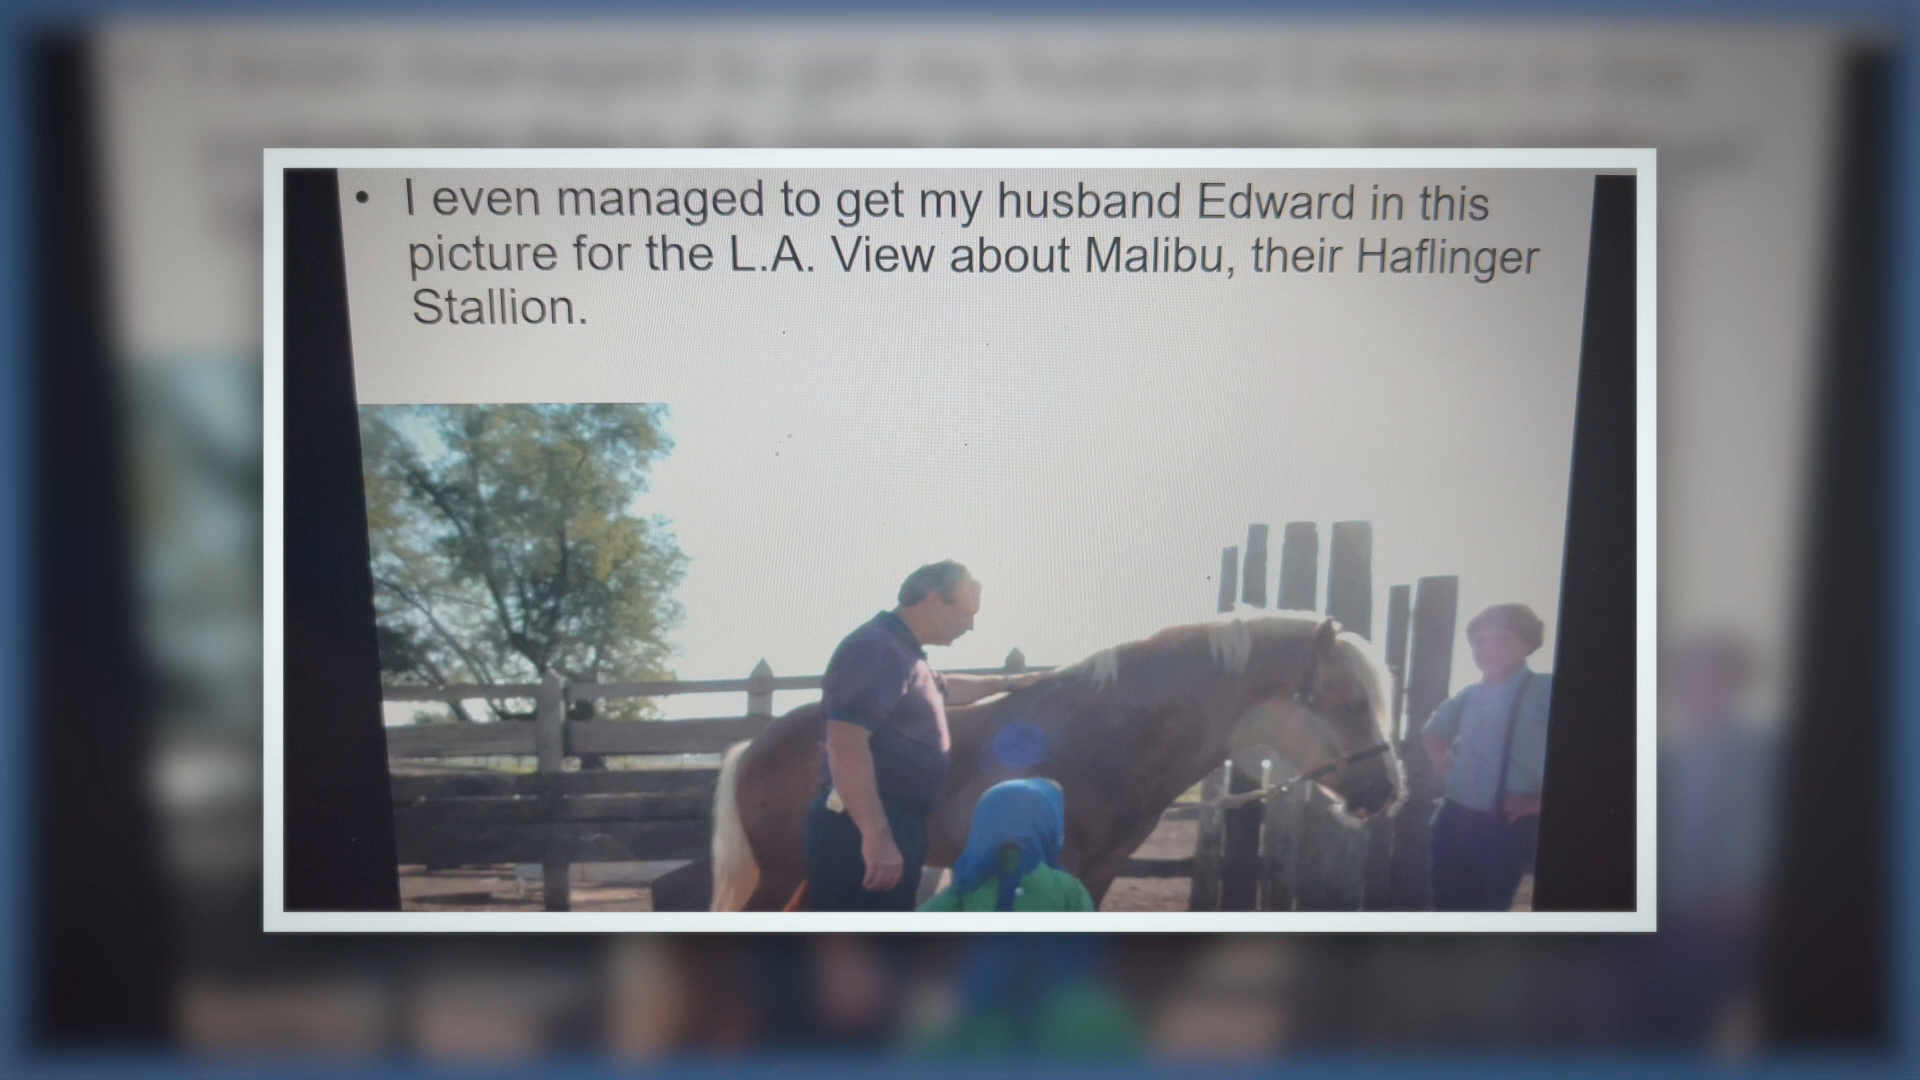 • I even managed to get my husband Edward in this
picture for the L.A. View about Malibu, their Haflinger
Stallion.